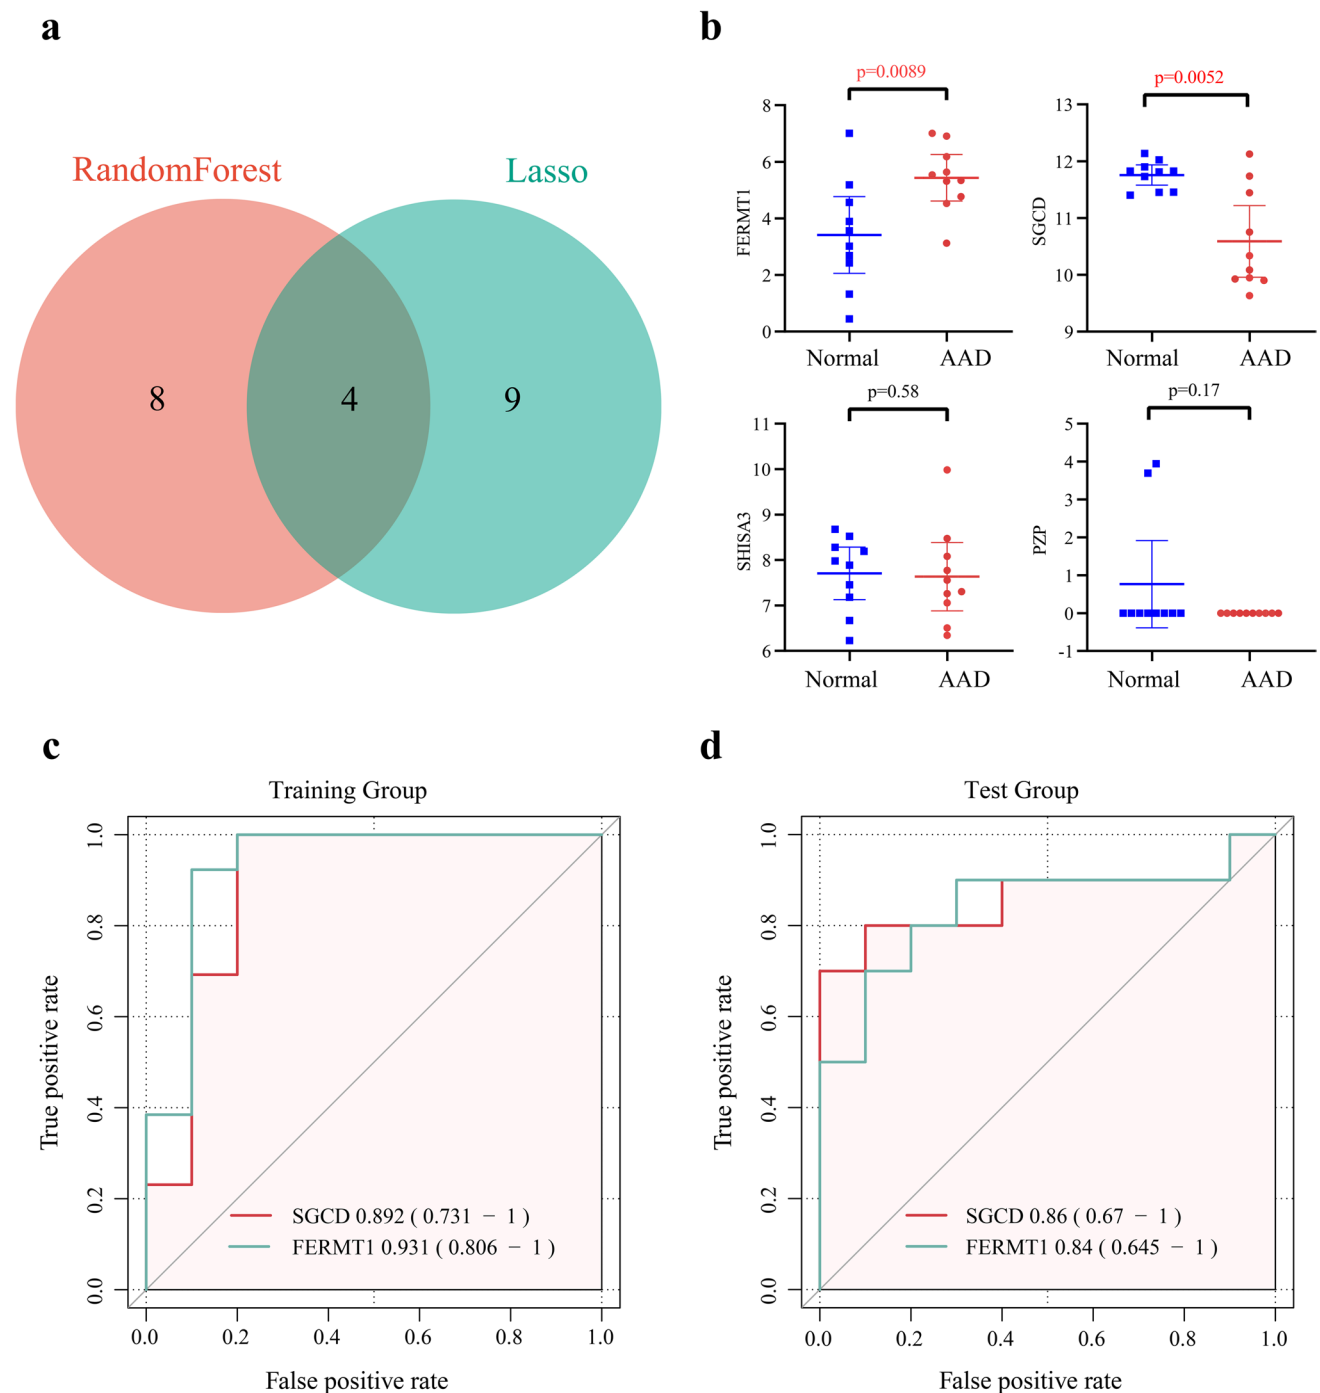 a
RandomForest
Lasso
8
4
9
b
p=0.0089
FERMT1
8
6
4
2
0
Normal
AAD
p=0.0052
SGCD
13
12
11
10
9
Normal
AAD
p=0.58
SHISA3
11
10
9
8
7
6
Normal
AAD
p=0.17
PZP
5
4
3
2
1
0
-1
Normal
AAD
c
Training Group
True positive rate
1.0
0.8
0.6
0.4
0.2
0.0
SGCD 0.892 ( 0.731 − 1 )
FERMT1 0.931 ( 0.806 − 1 )
0.0 0.2 0.4 0.6 0.8 1.0
False positive rate
d
Test Group
True positive rate
1.0
0.8
0.6
0.4
0.2
0.0
SGCD 0.86 ( 0.67 − 1 )
FERMT1 0.84 ( 0.645 − 1 )
0.0 0.2 0.4 0.6 0.8 1.0
False positive rate